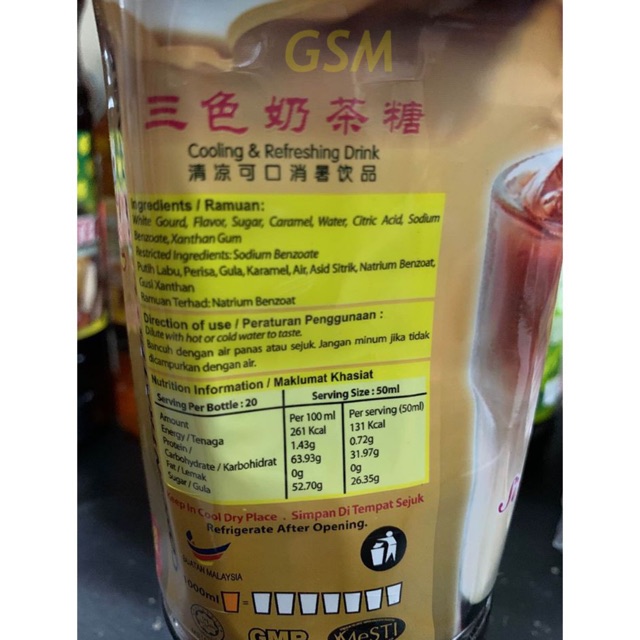 GSM
三色奶茶糖
Cooling & Refreshing Drink
清凉可口消暑饮品
Ingredients / Ramuan:
White Gourd, Flavor, Sugar, Caramel, Water, Citric Acid, Sodium
Benzoate, Xanthan Gum
Restricted Ingredients: Sodium Benzoate
Putih Labu, Perisa, Gula, Karamel, Air, Asid Sitrik, Natrium Benzoat,
Gusi Xanthan
Ramuan Terhad: Natrium Benzoat
Direction of use / Peraturan Penggunaan :
Dilute with hot or cold water to taste.
Bancuh dengan air panas atau sejuk. Jangan minum jika tidak
dicampurkan dengan air.
Nutrition Information / Maklumat Khasiat
Serving Per Bottle : 20 Serving Size : 50ml
Amount Per 100 ml Per serving (50ml)
Energy / Tenaga 261 Kcal 131 Kcal
Protein / 1.43g 0.72g
Carbohydrate / Karbohidrat 63.93g 31.97g
Fat / Lemak 0g 0g
Sugar / Gula 52.70g 26.35g
Keep In Cool Dry Place . Simpan Di Tempat Sejuk
Refrigerate After Opening.
BUATAN MALAYSIA
1000ml =
GMP
MeSTI